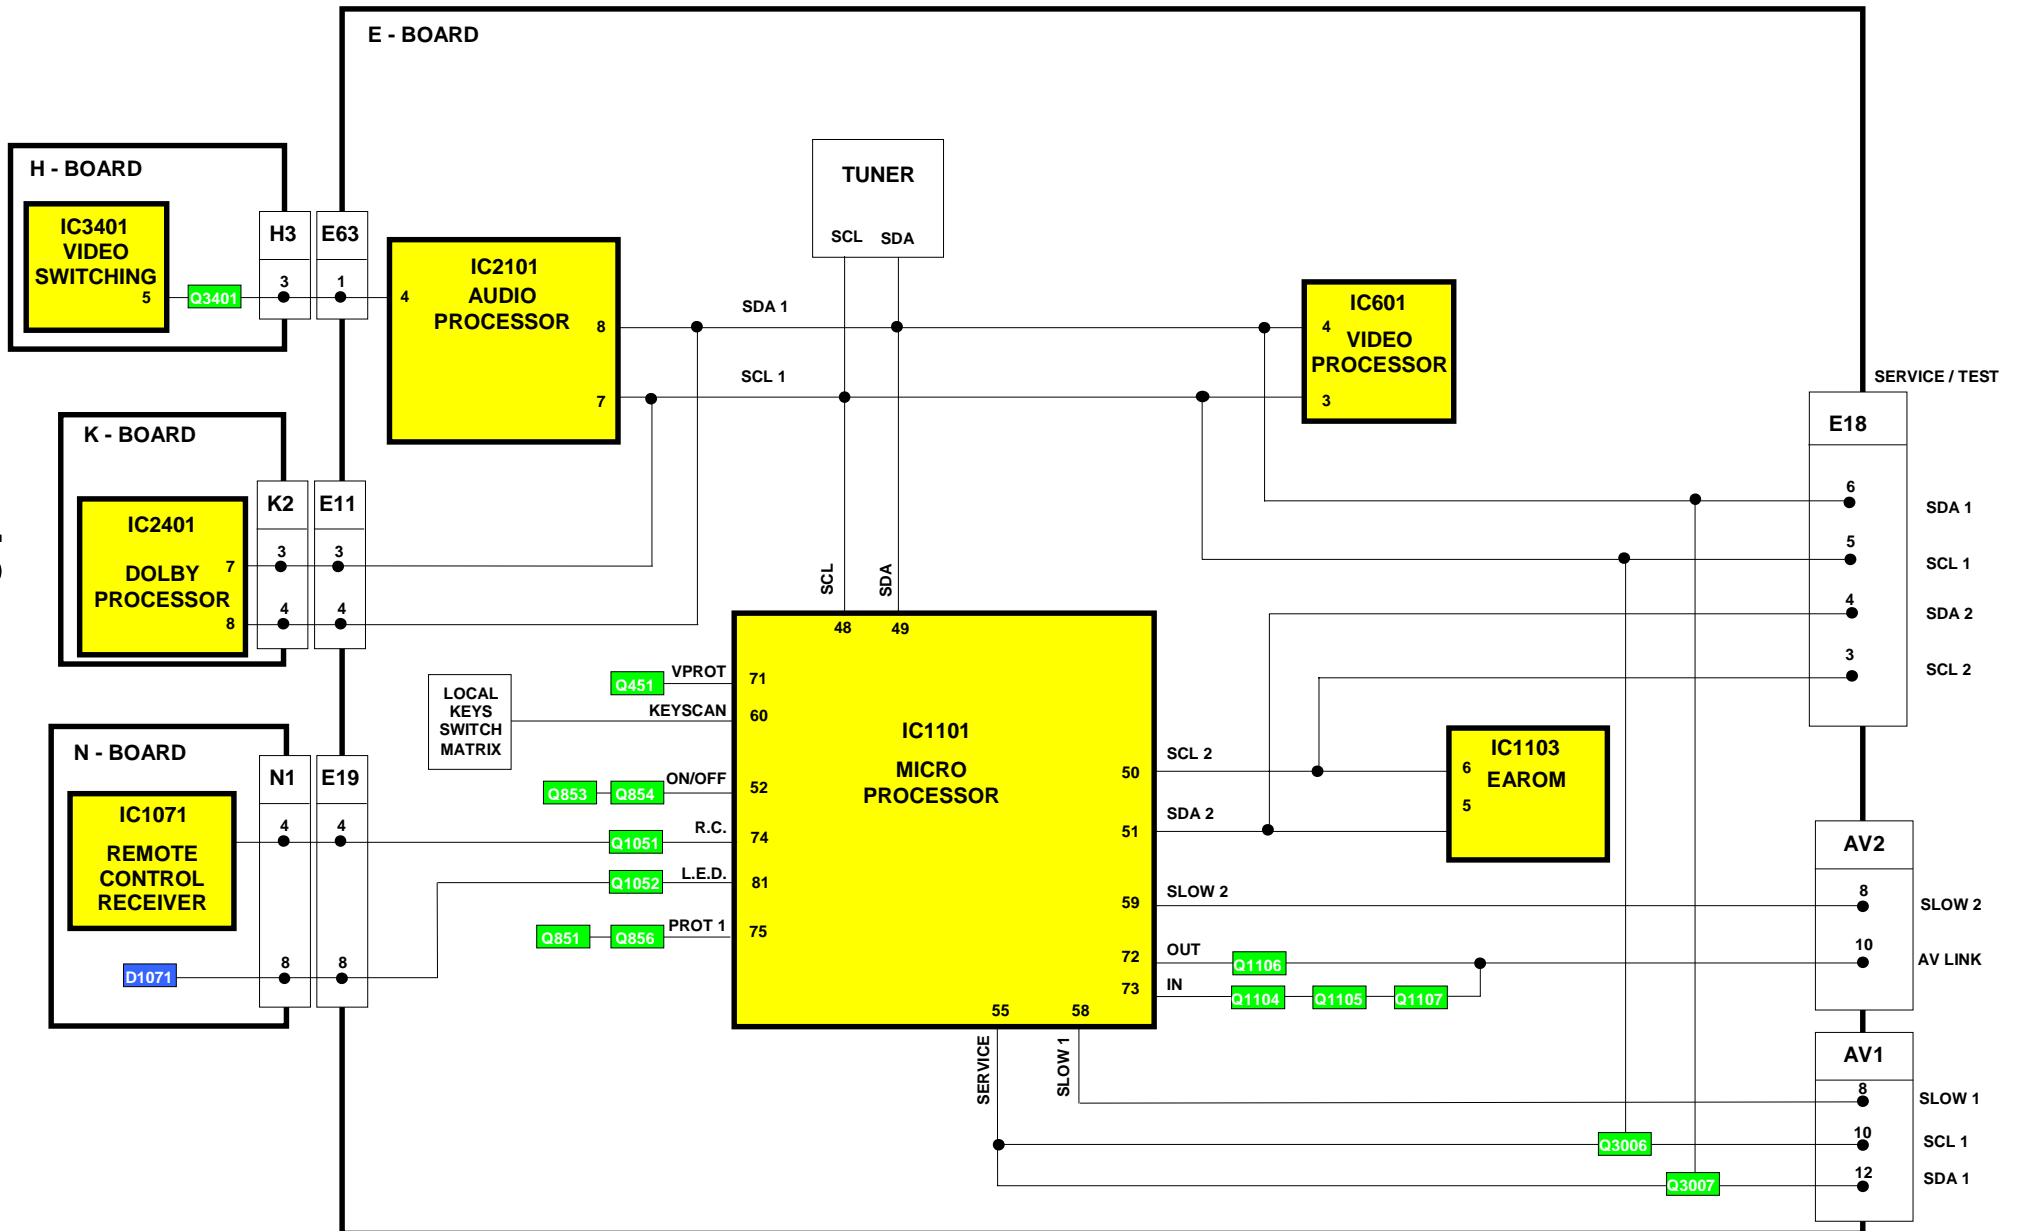 E - BOARD
H - BOARD
IC3401
VIDEO
SWITCHING
5
Q3401
H3
3
E63
1
IC2101
AUDIO
PROCESSOR
4
8
7
TUNER
SCL SDA
SDA 1
SCL 1
IC601
VIDEO
PROCESSOR
4
3
K - BOARD
IC2401
DOLBY
PROCESSOR
7
8
K2
3
4
E11
3
4
SCL
SDA
SERVICE / TEST
E18
6
SDA 1
5
SCL 1
4
SDA 2
3
SCL 2
N - BOARD
IC1071
REMOTE
CONTROL
RECEIVER
D1071
N1
4
8
E19
4
8
LOCAL
KEYS
SWITCH
MATRIX
Q451
VPROT
KEYSCAN
Q853
Q854
ON/OFF
Q1051
R.C.
Q1052
L.E.D.
Q851
Q856
PROT 1
IC1101
MICRO
PROCESSOR
48
49
71
60
52
74
81
75
50
51
59
72
73
55
58
SCL 2
SDA 2
IC1103
EAROM
6
5
SLOW 2
OUT
IN
Q1106
Q1104
Q1105
Q1107
SERVICE
SLOW 1
AV2
8
SLOW 2
10
AV LINK
AV1
8
SLOW 1
10
SCL 1
12
SDA 1
Q3006
Q3007